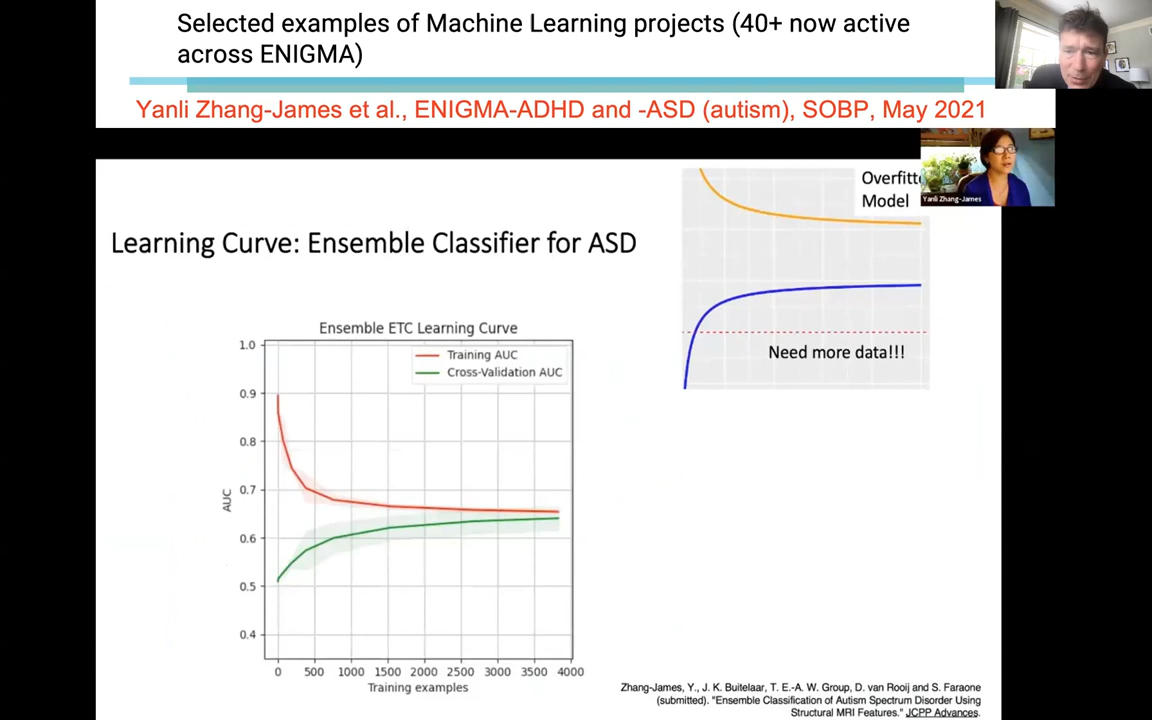 Selected examples of Machine Learning projects (40+ now active
across ENIGMA)
Yanli Zhang-James et al., ENIGMA-ADHD and -ASD (autism), SOBP, May 2021
Overfitte
Model
Yanli Zhang-James
Learning Curve: Ensemble Classifier for ASD
Need more data!!!
Ensemble ETC Learning Curve
Training AUC
Cross-Validation AUC
1.0
0.9
0.8
0.7
0.6
0.5
0.4
AUC
0 500 1000 1500 2000 2500 3000 3500 4000
Training examples
Zhang-James, Y., J. K. Buitelaar, T. E.-A. W. Group, D. van Rooij and S. Faraone
(submitted). "Ensemble Classification of Autism Spectrum Disorder Using
Structural MRI Features." JCPP Advances.